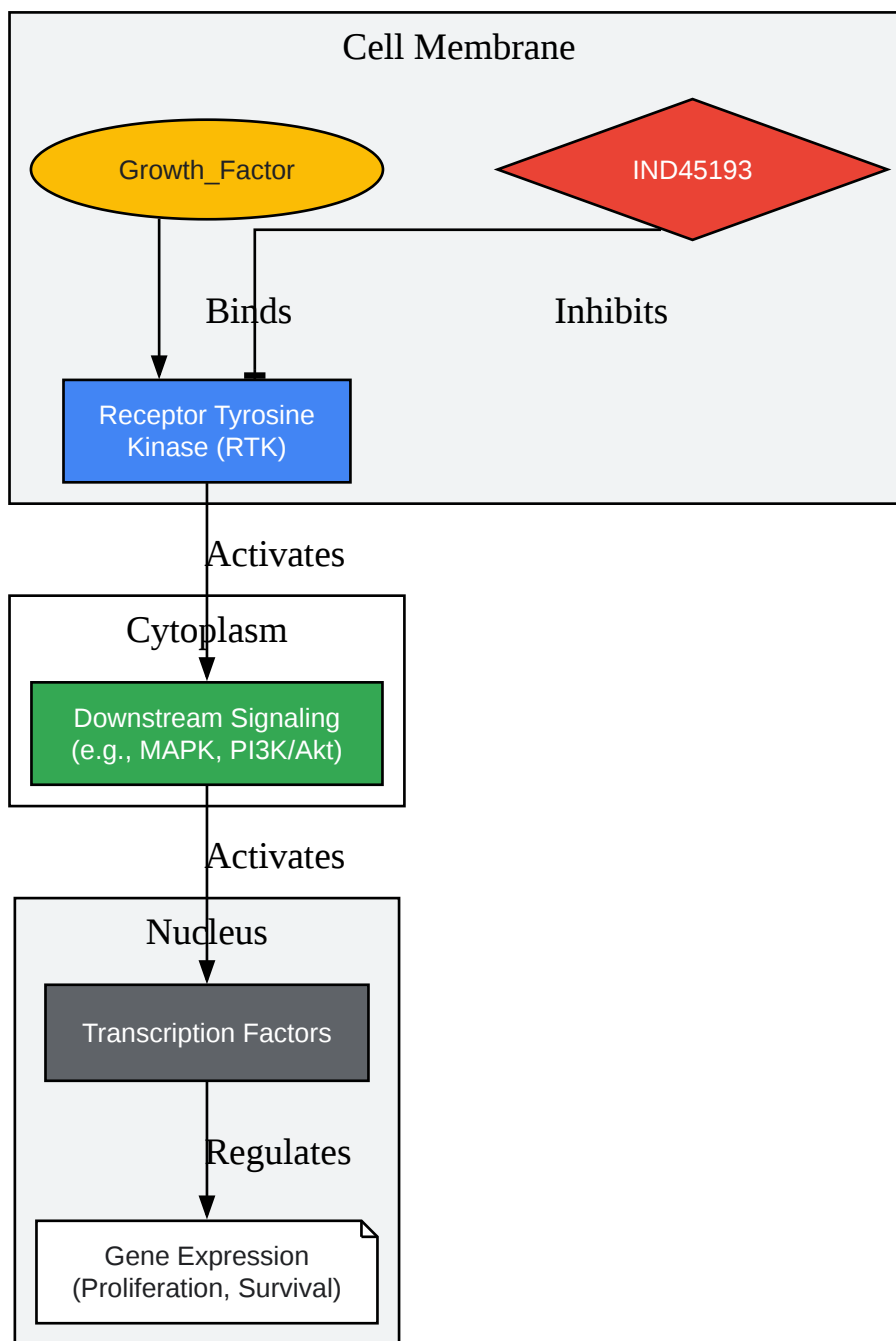 Cell Membrane
Growth_Factor
IND45193
Binds
Inhibits
Receptor Tyrosine
Kinase (RTK)
Activates
Cytoplasm
Downstream Signaling
(e.g., MAPK, PI3K/Akt)
Activates
Nucleus
Transcription Factors
Regulates
Gene Expression
(Proliferation, Survival)